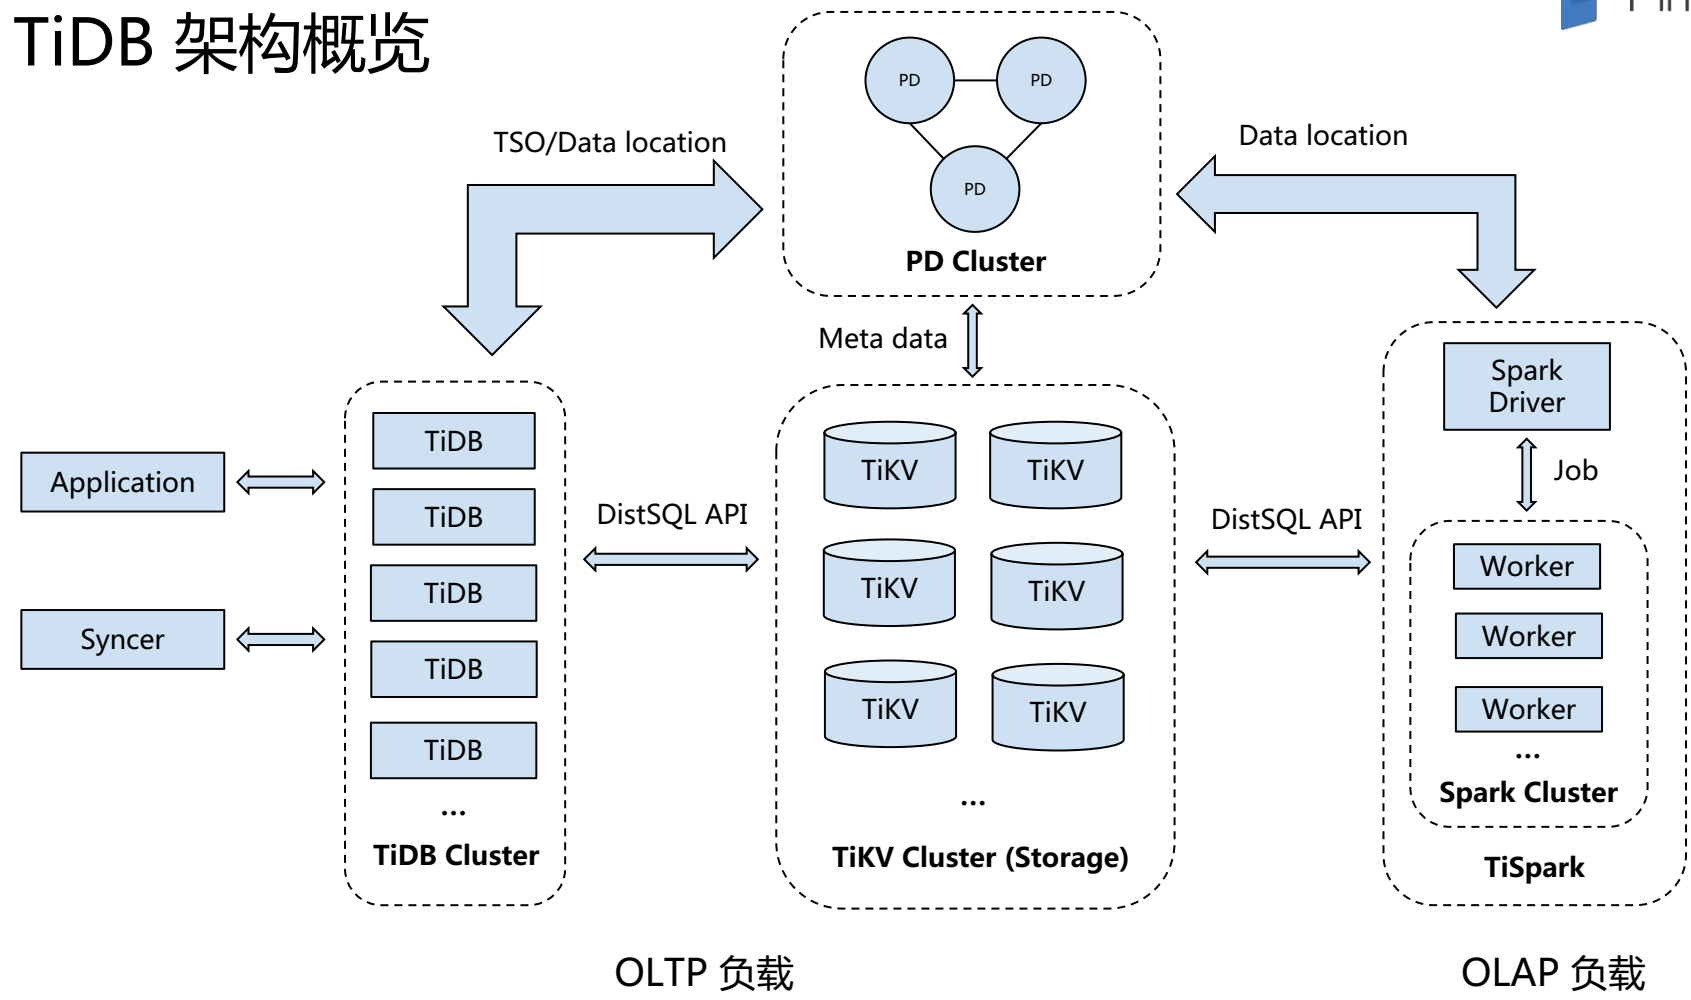 TiDB 架构概览
PD
PD
PD
PD Cluster
TSO/Data location
Data location
Meta data
Application
Syncer
TiDB
TiDB
TiDB
TiDB
TiDB
...
TiDB Cluster
DistSQL API
TiKV
TiKV
TiKV
TiKV
TiKV
TiKV
...
TiKV Cluster (Storage)
DistSQL API
Spark
Driver
Job
Worker
Worker
Worker
...
Spark Cluster
TiSpark
OLTP 负载
OLAP 负载